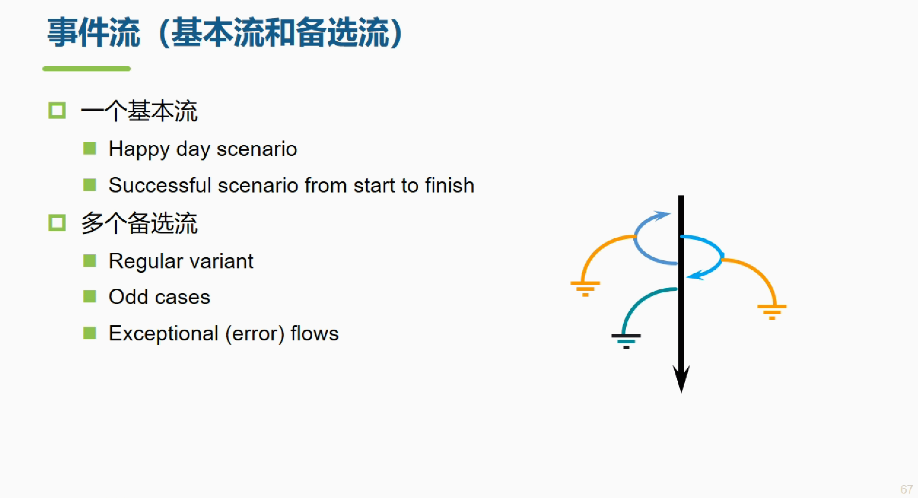 事件流（基本流和备选流）
一个基本流
Happy day scenario
Successful scenario from start to finish
多个备选流
Regular variant
Odd cases
Exceptional (error) flows
67